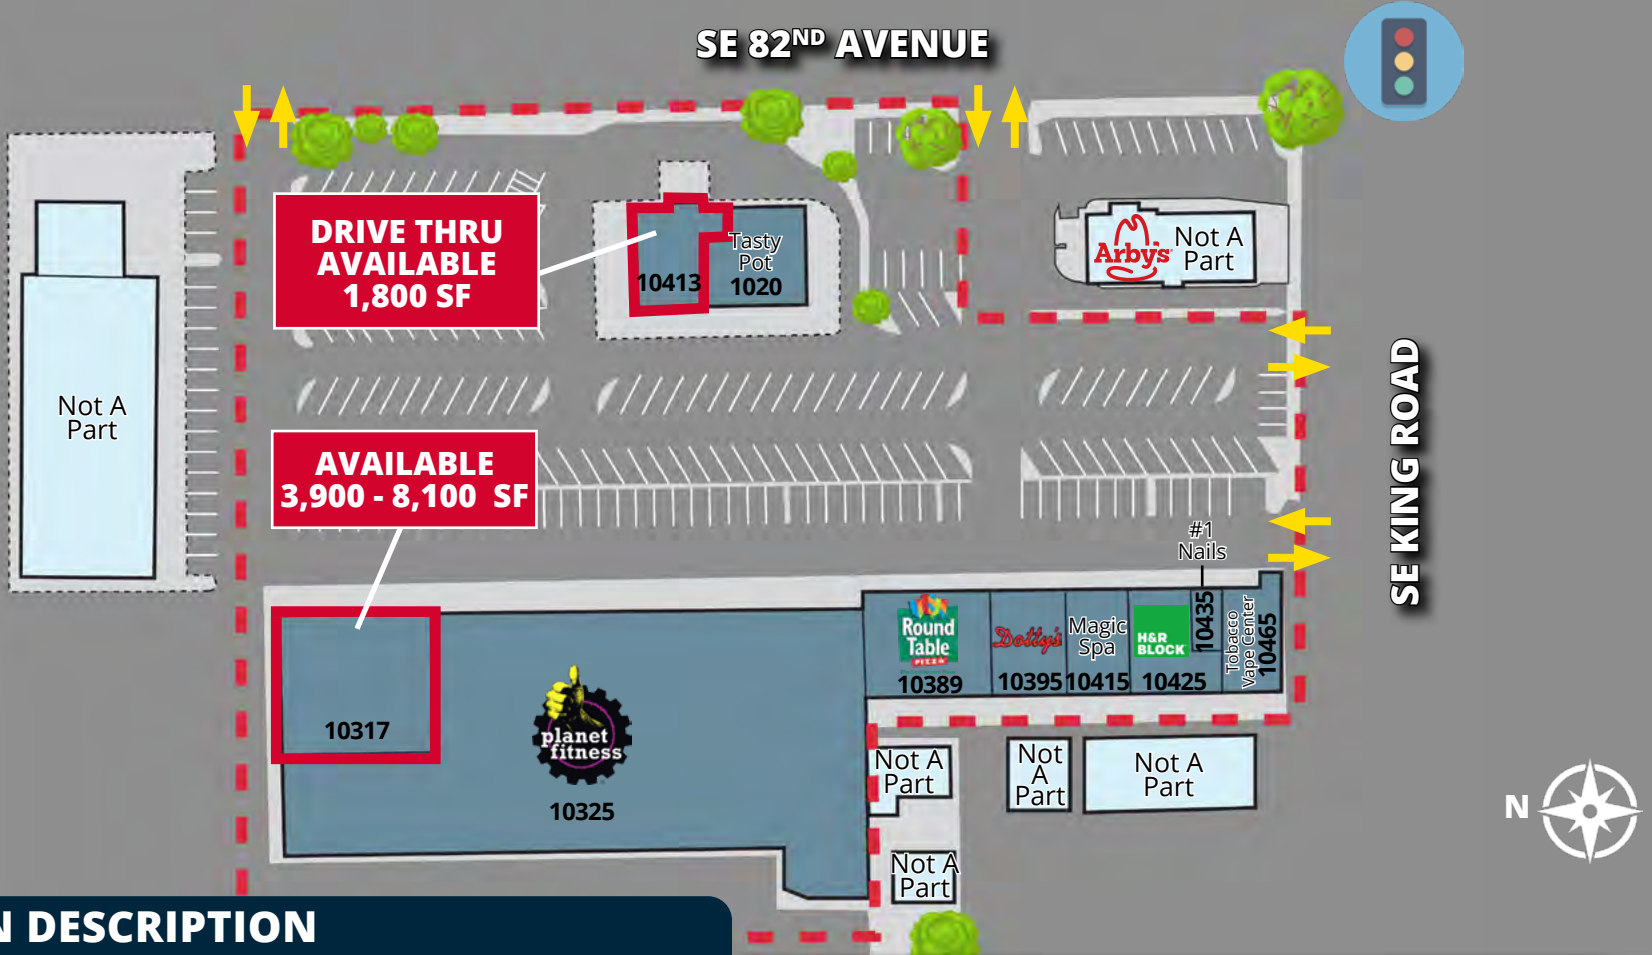 SE 82ND AVENUE
DRIVE THRU
AVAILABLE
1,800 SF
10413
Tasty
Pot
1020
Arby's
Not A
Part
Not A
Part
SE KING ROAD
AVAILABLE
3,900 - 8,100 SF
#1
Nails
10435
Round
Table
PIZZA
10389
Dotty's
10395
Magic
Spa
10415
H&R
BLOCK
10425
Tobacco
Vape Center
10465
10317
planet
fitness
10325
Not A
Part
Not
A
Part
Not A
Part
Not A
Part
N
N DESCRIPTION